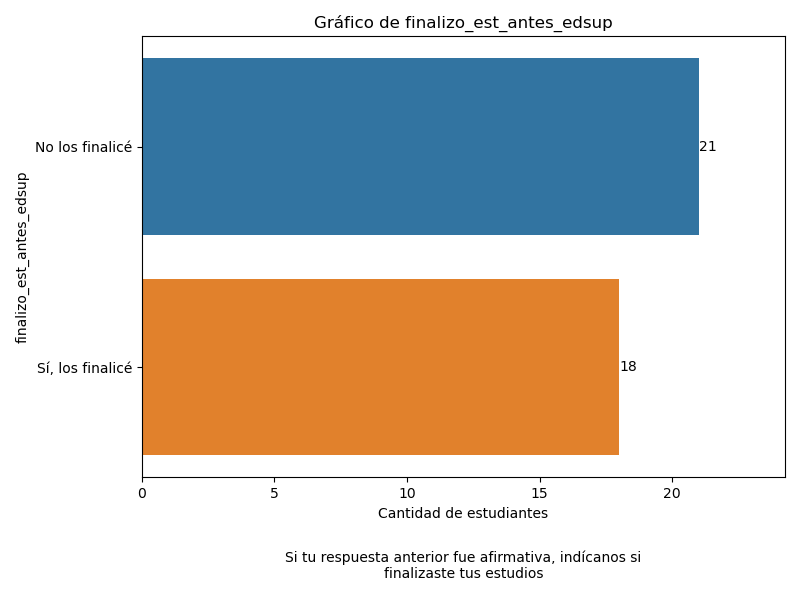 Gráfico de finalizo_est_antes_edsup
finalizo_est_antes_edsup
No los finalicé
21
Sí, los finalicé
18
0 5 10 15 20
Cantidad de estudiantes
Si tu respuesta anterior fue afirmativa, indícanos si
finalizaste tus estudios